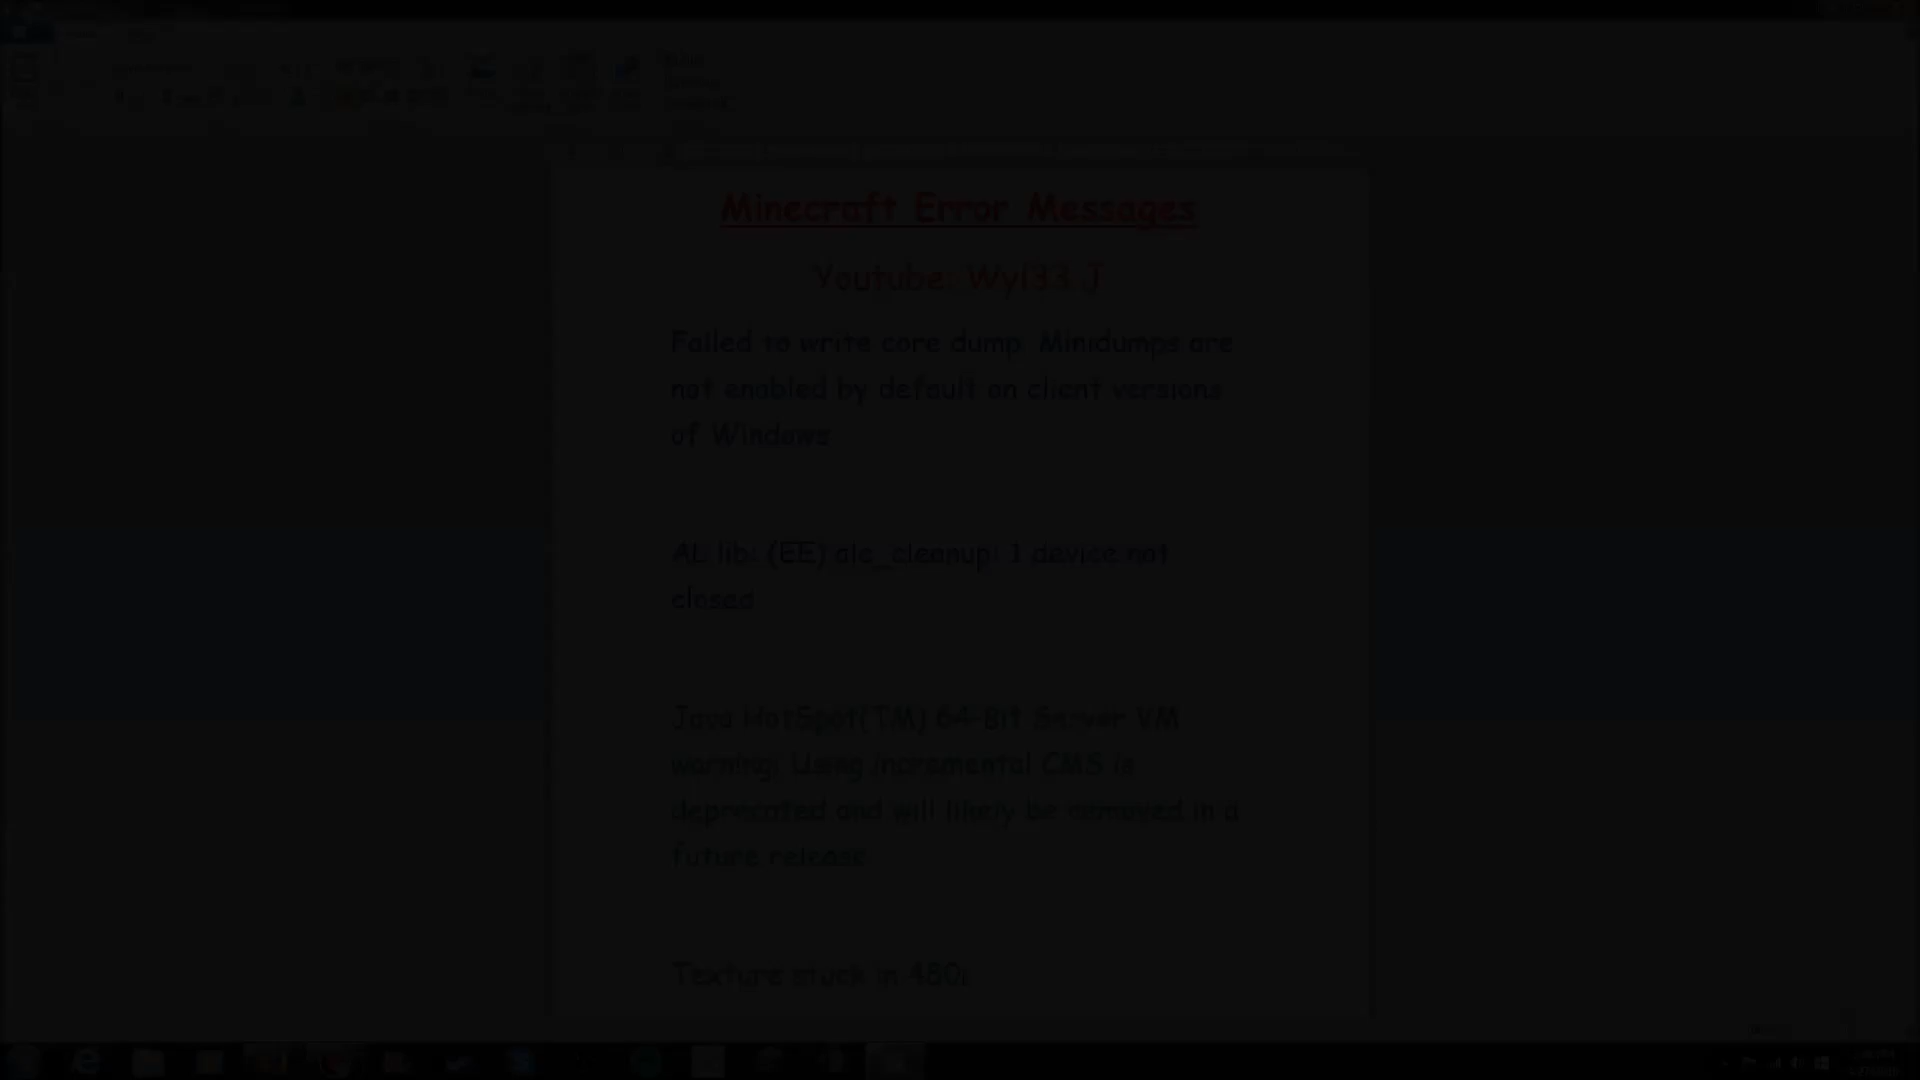 Minecraft Error Messages
Youtube: Wyl33 J
Failed to write core dump. Minidumps are
not enabled by default on client versions
of Windows
AL lib: (EE) alc_cleanup: 1 device not
closed
Java HotSpot(TM) 64-Bit Server VM
warning: Using incremental CMS is
deprecated and will likely be removed in a
future release
Texture stuck in 480i